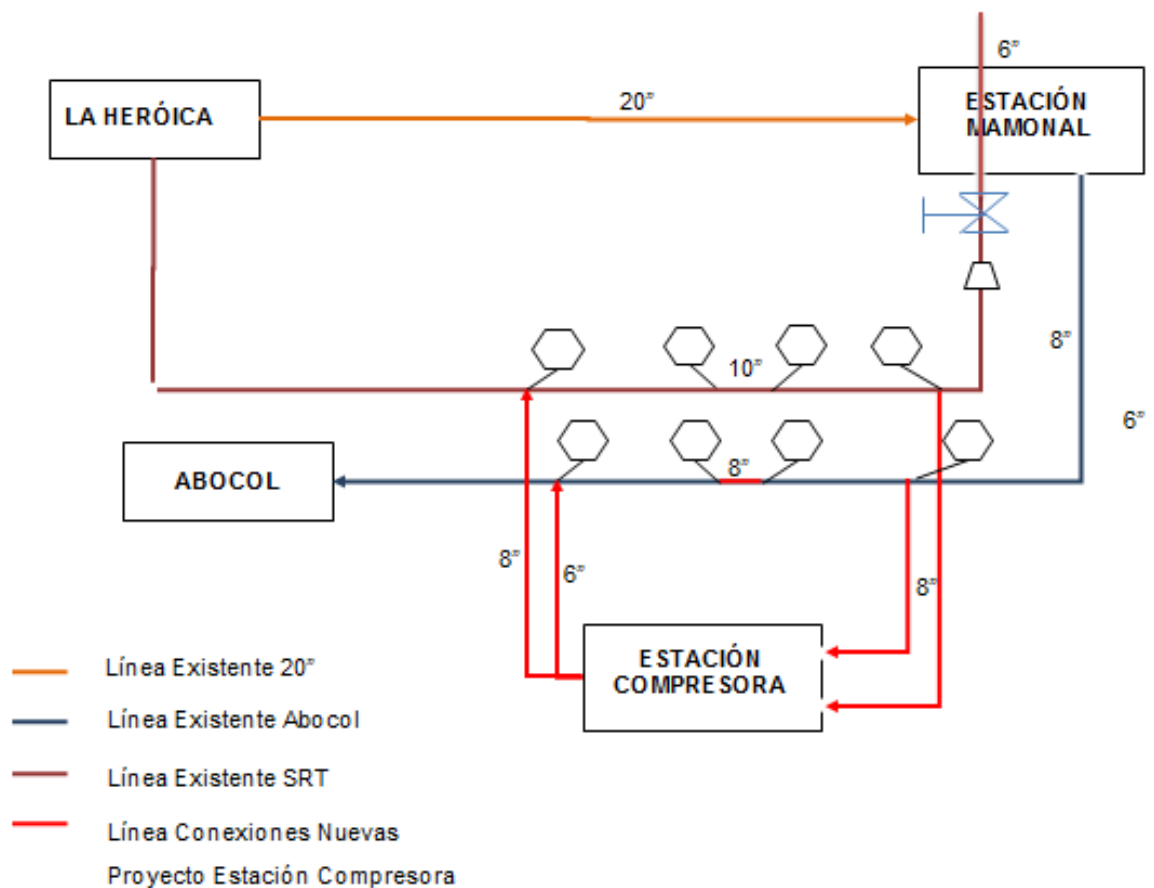 6”
LA HERÓICA
20”
ESTACIÓN
MAMONAL
8”
10”
6”
8”
ABOCOL
8”
6”
8”
ESTACIÓN
COMPRESORA
Línea Existente 20”
Línea Existente Abocol
Línea Existente SRT
Línea Conexiones Nuevas
Proyecto Estación Compresora